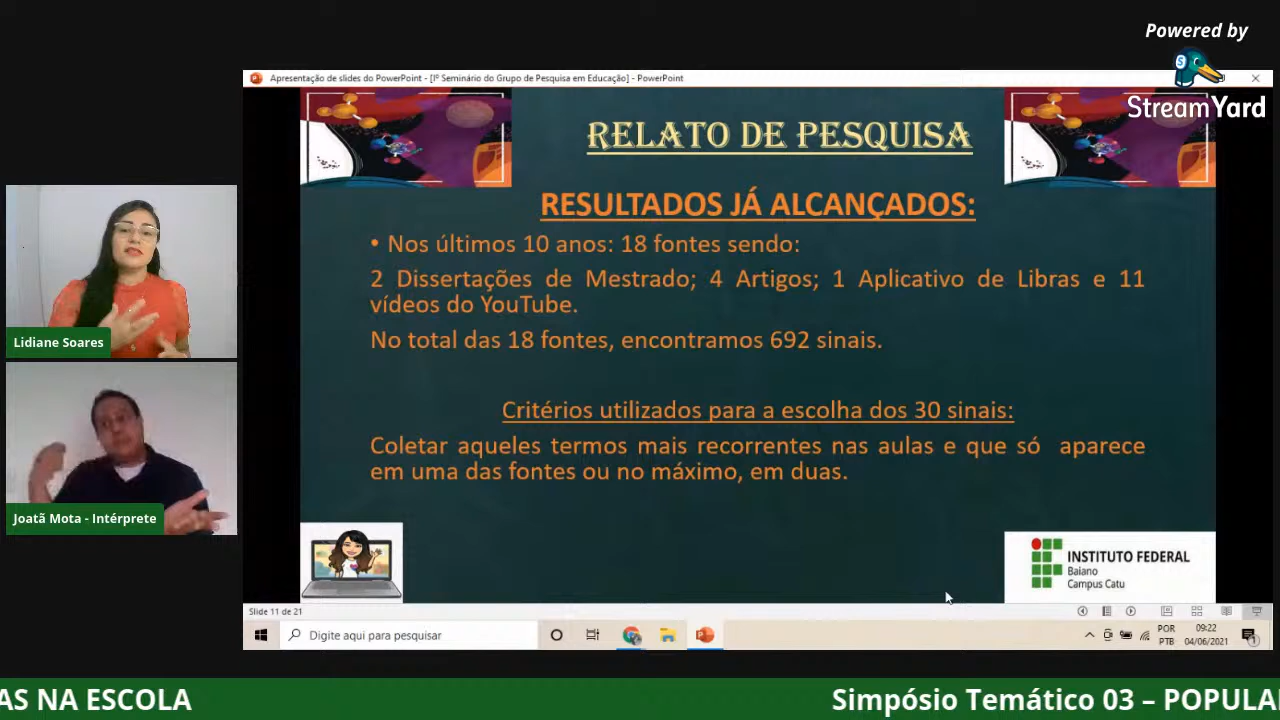 Powered by
StreamYard
Apresentação de slides do PowerPoint - [Iº Seminário do Grupo de Pesquisa em Educação] - PowerPoint
RELATO DE PESQUISA
RESULTADOS JÁ ALCANÇADOS:
• Nos últimos 10 anos: 18 fontes sendo:
2 Dissertações de Mestrado; 4 Artigos; 1 Aplicativo de Libras e 11
vídeos do YouTube.
No total das 18 fontes, encontramos 692 sinais.
Critérios utilizados para a escolha dos 30 sinais:
Coletar aqueles termos mais recorrentes nas aulas e que só aparece
em uma das fontes ou no máximo, em duas.
Lidiane Soares
Joatã Mota - Intérprete
INSTITUTO FEDERAL
Baiano
Campus Catu
Slide 11 de 21
Digite aqui para pesquisar
POR
PTB
09:22
04/06/2021
AS NA ESCOLA
Simpósio Temático 03 – POPULA